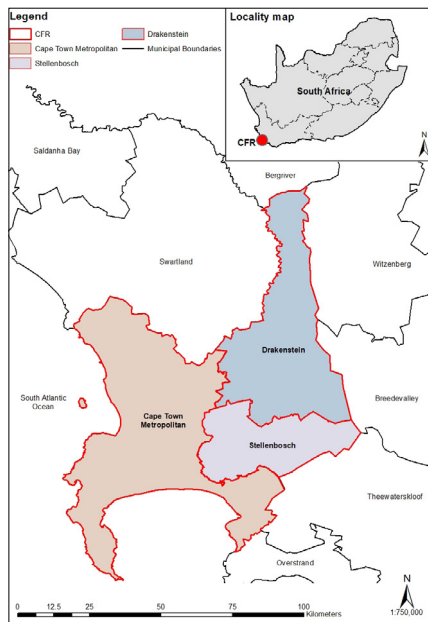 Legend
CFR
Cape Town Metropolitan
Stellenbosch
Drakenstein
Municipal Boundaries
Locality map
South Africa
CFR
N
Saldanha Bay
Bergriver
Swartland
Witzenberg
Drakenstein
South Atlantic
Ocean
Cape Town
Metropolitan
Breedevalley
Stellenbosch
Theewaterskloof
Overstrand
N
0 12.5 25 50 75 100
Kilometers
1:750,000